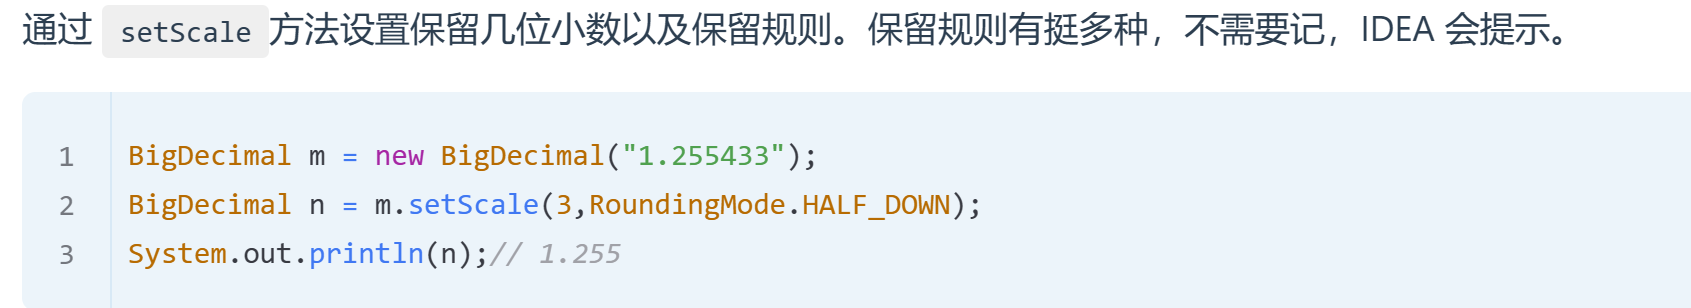 通过 setScale 方法设置保留几位小数以及保留规则。保留规则有挺多种，不需要记，IDEA 会提示。
1 BigDecimal m = new BigDecimal("1.255433");
2 BigDecimal n = m.setScale(3,RoundingMode.HALF_DOWN);
3 System.out.println(n);// 1.255